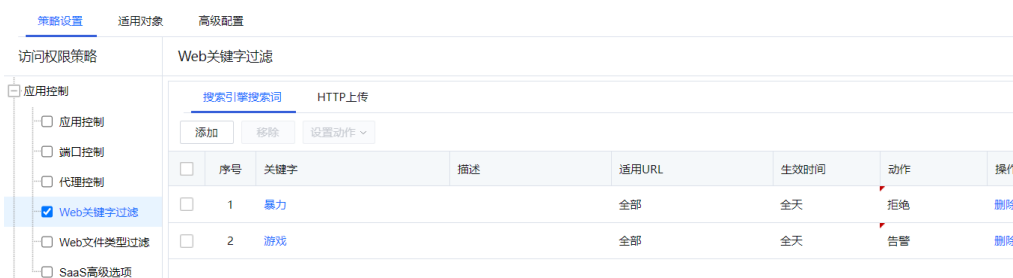 策略设置 适用对象 高级配置
访问权限策略 Web关键字过滤
应用控制
搜索引擎搜索词 HTTP上传
应用控制
添加 移除 设置动作
端口控制
序号 关键字 描述 适用URL 生效时间 动作 操作
代理控制
1 暴力 全部 全天 拒绝 删除
Web关键字过滤
2 游戏 全部 全天 告警 删除
Web文件类型过滤
SaaS高级选项